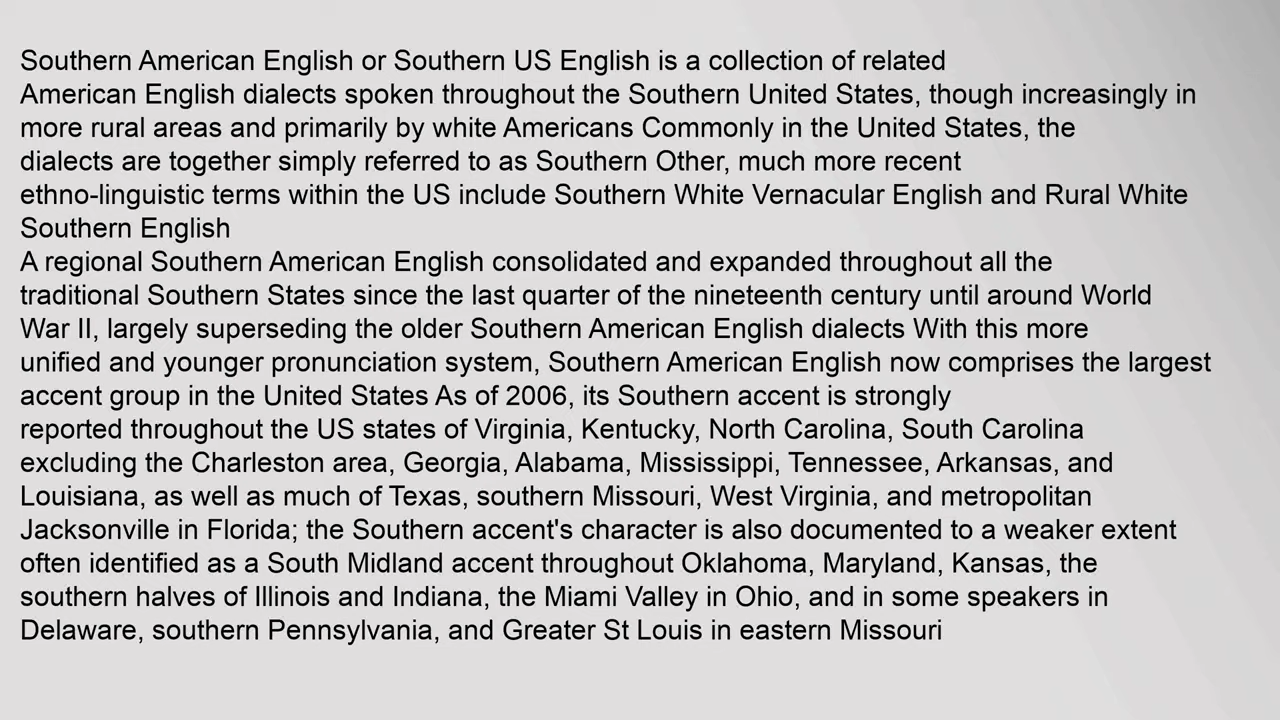 Southern American English or Southern US English is a collection of related
American English dialects spoken throughout the Southern United States, though increasingly in
more rural areas and primarily by white Americans Commonly in the United States, the
dialects are together simply referred to as Southern Other, much more recent
ethno-linguistic terms within the US include Southern White Vernacular English and Rural White
Southern English
A regional Southern American English consolidated and expanded throughout all the
traditional Southern States since the last quarter of the nineteenth century until around World
War II, largely superseding the older Southern American English dialects With this more
unified and younger pronunciation system, Southern American English now comprises the largest
accent group in the United States As of 2006, its Southern accent is strongly
reported throughout the US states of Virginia, Kentucky, North Carolina, South Carolina
excluding the Charleston area, Georgia, Alabama, Mississippi, Tennessee, Arkansas, and
Louisiana, as well as much of Texas, southern Missouri, West Virginia, and metropolitan
Jacksonville in Florida; the Southern accent's character is also documented to a weaker extent
often identified as a South Midland accent throughout Oklahoma, Maryland, Kansas, the
southern halves of Illinois and Indiana, the Miami Valley in Ohio, and in some speakers in
Delaware, southern Pennsylvania, and Greater St Louis in eastern Missouri